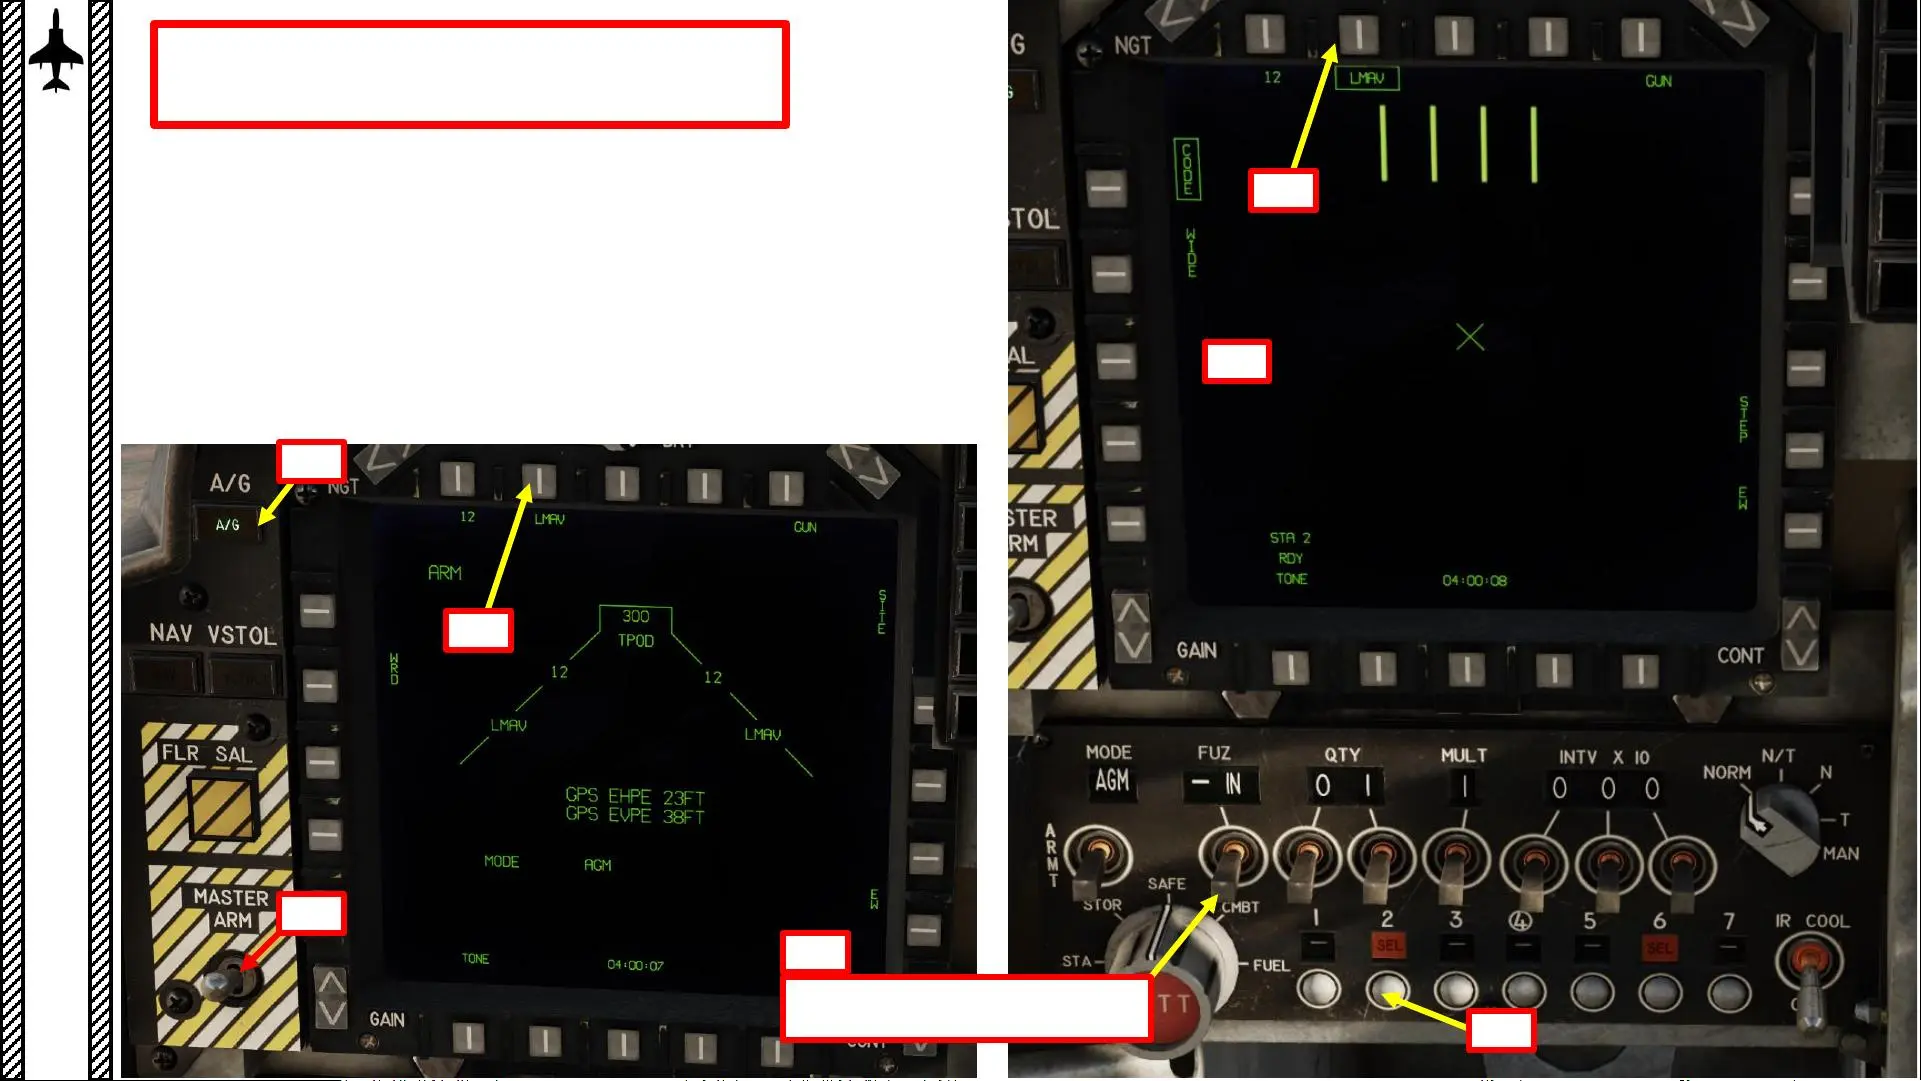 A/G
NGT
A/G
12
LMAV
GUN
ARM
SITE
300
TPOD
NAV VSTOL
WRD
12
12
LMAV
LMAV
FLR SAL
GPS EHPE 23FT
GPS EVPE 38FT
MODE
AGM
MASTER
ARM
EW
TONE
04:00:07
GAIN
G
NGT
12
LMAV
GUN
CODE
STOL
WIDE
AL
STEP
EW
STER
RM
STA 2
RDY
TONE
04:00:08
GAIN
CONT
MODE
FUZ
QTY
MULT
INTV X 10
N/T
NORM
N
AGM
- IN
0 1
1
0 0 0
T
MAN
ARMT
SAFE
STOR
CMBT
1 2 3 4 5 6 7
IR COOL
SEL
SEL
STA
FUEL
TT